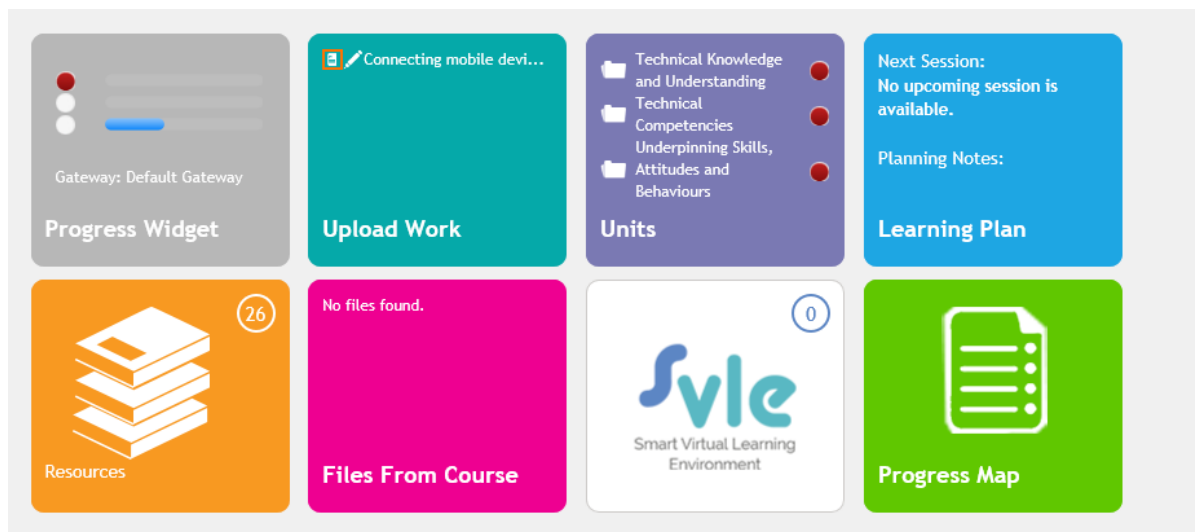 Gateway: Default Gateway
Progress Widget
Connecting mobile devi...
Upload Work
Technical Knowledge
and Understanding
Technical
Competencies
Underpinning Skills,
Attitudes and
Behaviours
Units
Next Session:
No upcoming session is
available.
Planning Notes:
Learning Plan
26
Resources
No files found.
Files From Course
0
Svle
Smart Virtual Learning
Environment
Progress Map